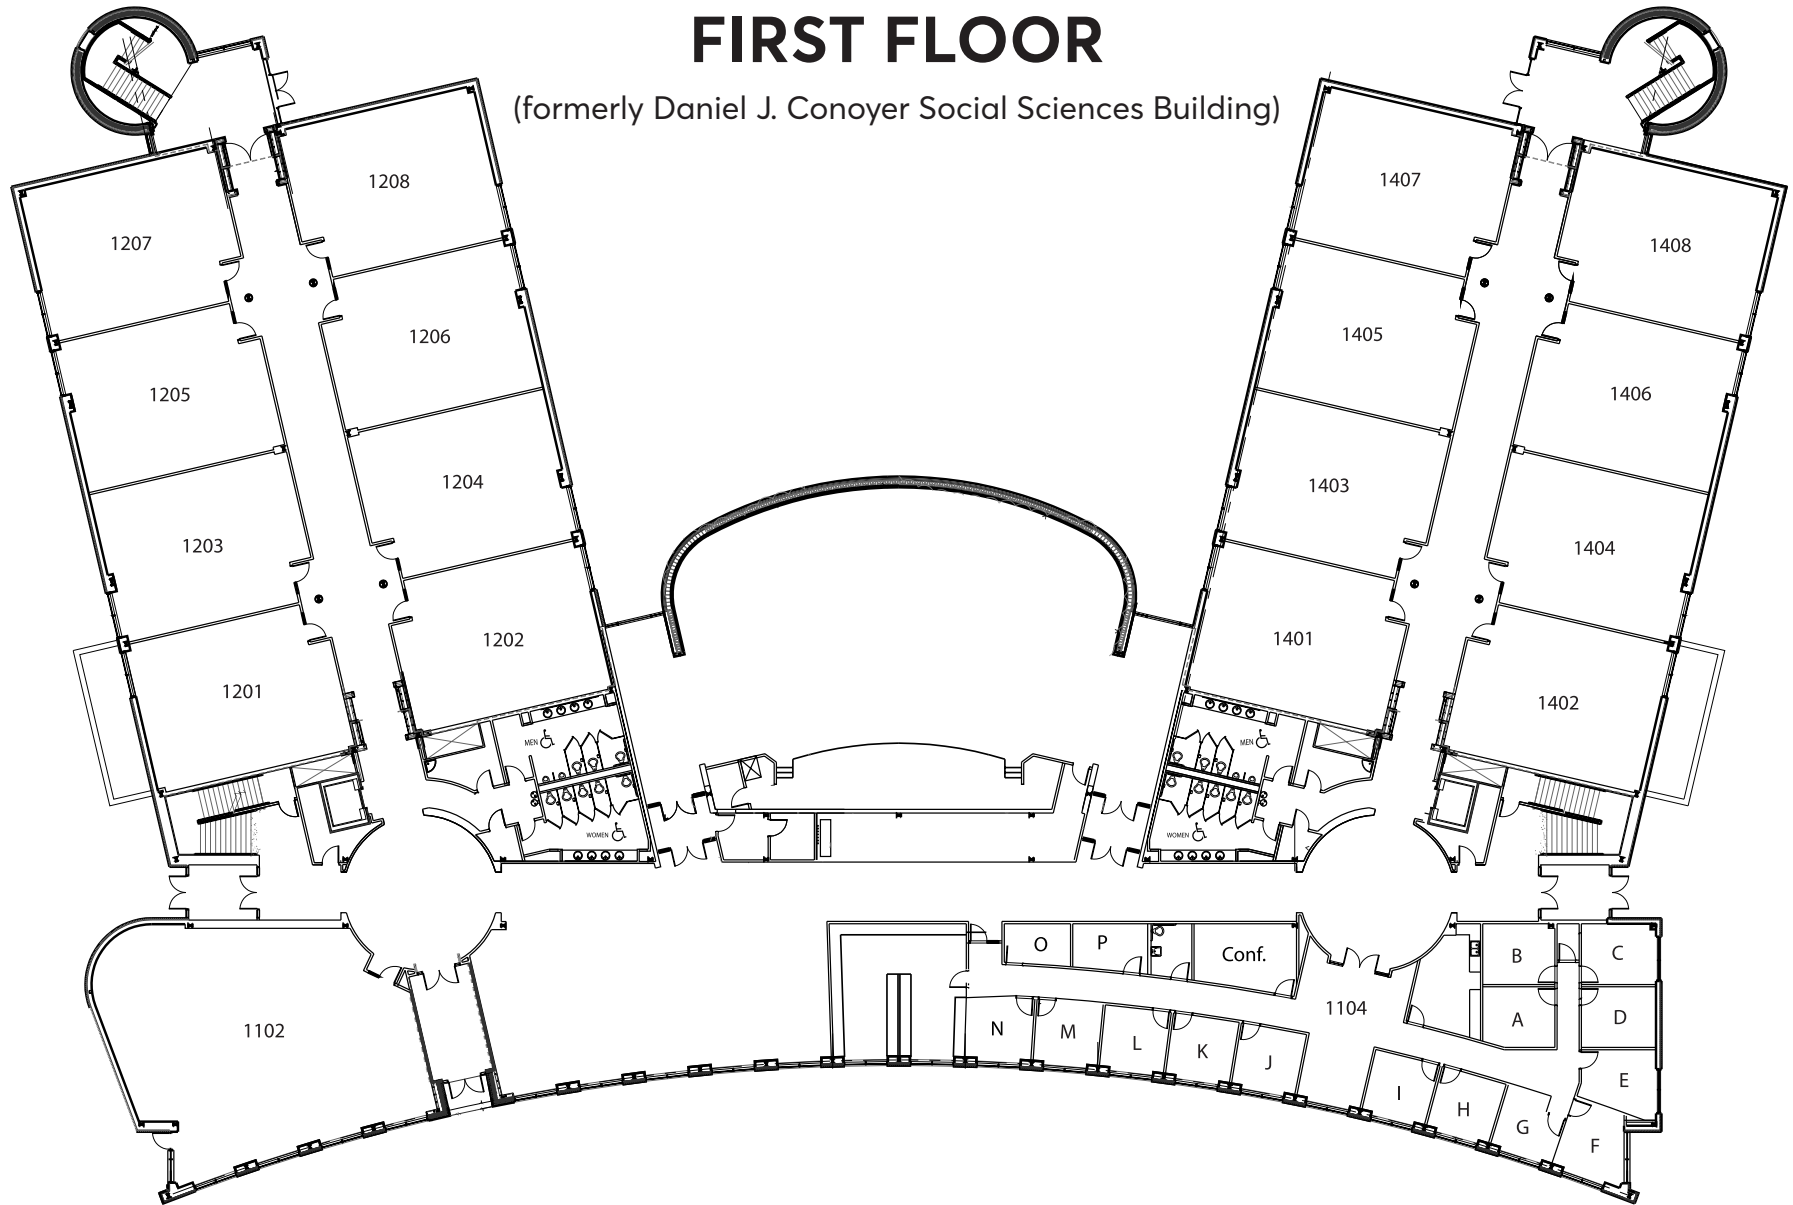 FIRST FLOOR
(formerly Daniel J. Conoyer Social Sciences Building)
1208
1407
1207
1408
1206
1405
1205
1406
1204
1403
1203
1404
1202
1401
1201
1402
MEN
MEN
WOMEN
WOMEN
O
P
Conf.
B
C
1102
N
M
L
K
J
1104
A
D
I
H
G
E
F